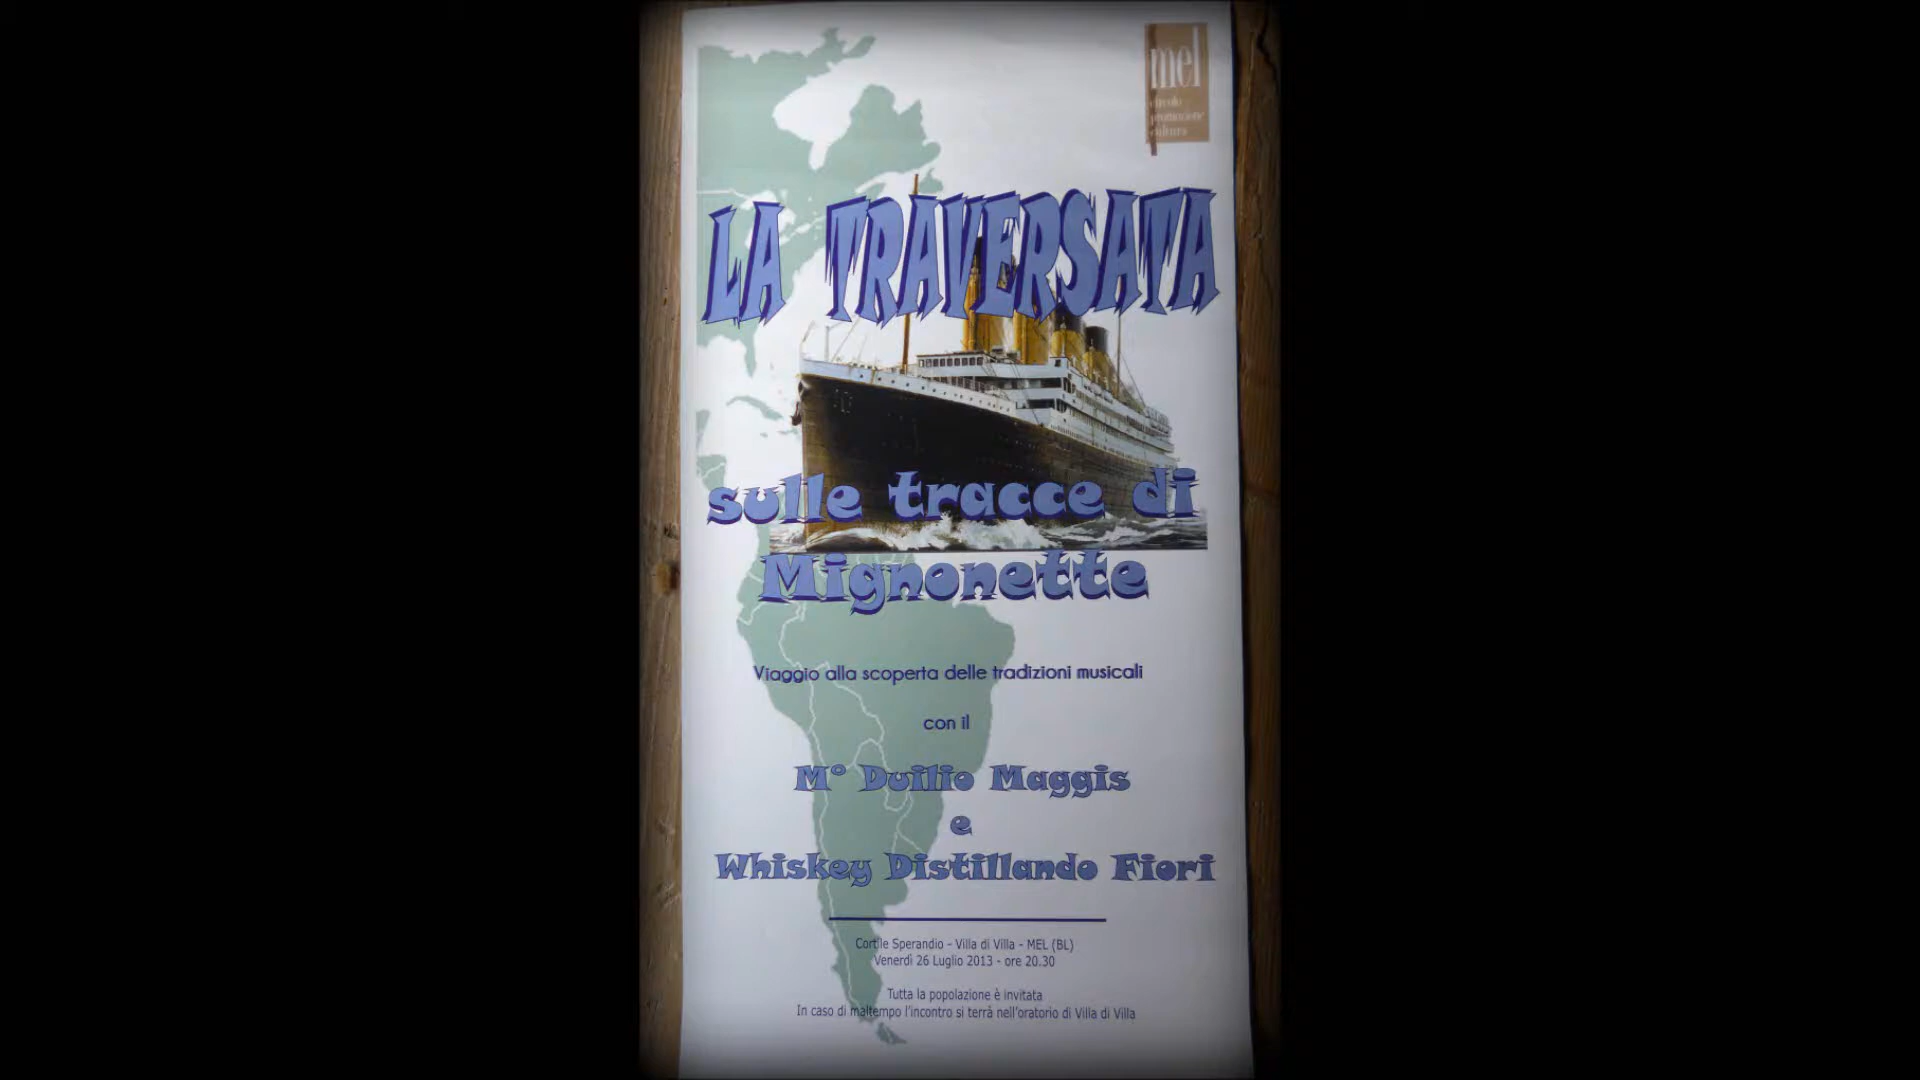 mel
circolo
promozione
cultura
LA TRAVERSATA
sulle tracce di
Mignonette
Viaggio alla scoperta delle tradizioni musicali
con il
M° Duilio Maggis
e
Whiskey Distillando Fiori
Cortile Sperandio - Villa di Villa - MEL (BL)
Venerdì 26 Luglio 2013 - ore 20.30
Tutta la popolazione è invitata
In caso di maltempo l'incontro si terrà nell'oratorio di Villa di Villa